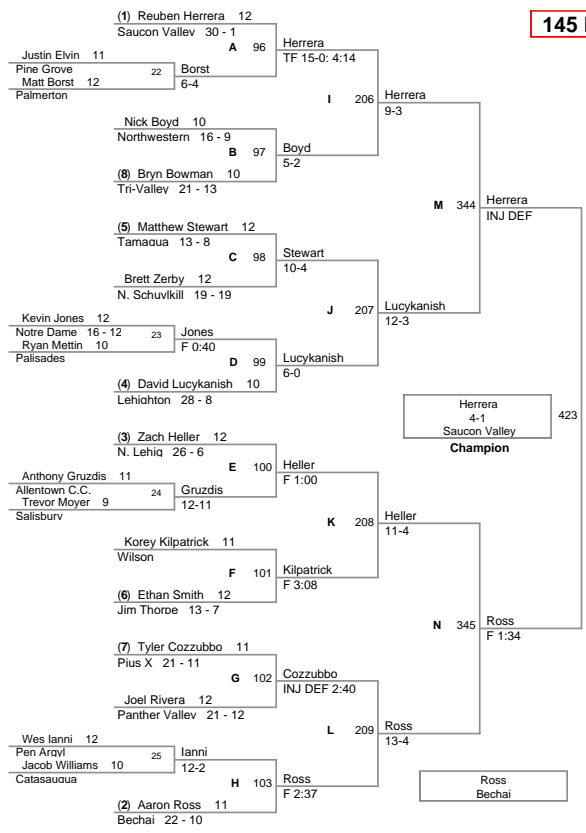 145
(1) Reuben Herrera 12
Saucon Valley 30 - 1
A 96
Herrera
TF 15-0: 4:14
Justin Elvin 11
Pine Grove
22
Matt Borst 12
Palmerton
Borst
6-4
I 206
Herrera
9-3
Nick Boyd 10
Northwestern 16 - 9
B 97
Boyd
5-2
(8) Bryn Bowman 10
Tri-Valley 21 - 13
M 344
Herrera
INJ DEF
(5) Matthew Stewart 12
Tamaqua 13 - 8
C 98
Stewart
10-4
Brett Zerby 12
N. Schuylkill 19 - 19
J 207
Lucykanish
12-3
Kevin Jones 12
Notre Dame 16 - 12
23
Ryan Mettin 10
Palisades
Jones
F 0:40
D 99
Lucykanish
6-0
(4) David Lucykanish 10
Lehighton 28 - 8
Herrera
4-1
Saucon Valley
423
Champion
(3) Zach Heller 12
N. Lehig 26 - 6
E 100
Heller
F 1:00
Anthony Gruzdis 11
Allentown C.C.
24
Trevor Moyer 9
Salisbury
Gruzdis
12-11
K 208
Heller
11-4
Korey Kilpatrick 11
Wilson
F 101
Kilpatrick
F 3:08
(6) Ethan Smith 12
Jim Thorpe 13 - 7
N 345
Ross
F 1:34
(7) Tyler Cozzubbo 11
Pius X 21 - 11
G 102
Cozzubbo
INJ DEF 2:40
Joel Rivera 12
Panther Valley 21 - 12
L 209
Ross
13-4
Wes Ianni 12
Pen Argyl
25
Jacob Williams 10
Catasauqua
Ianni
12-2
H 103
Ross
F 2:37
(2) Aaron Ross 11
Bechai 22 - 10
Ross
Bechai